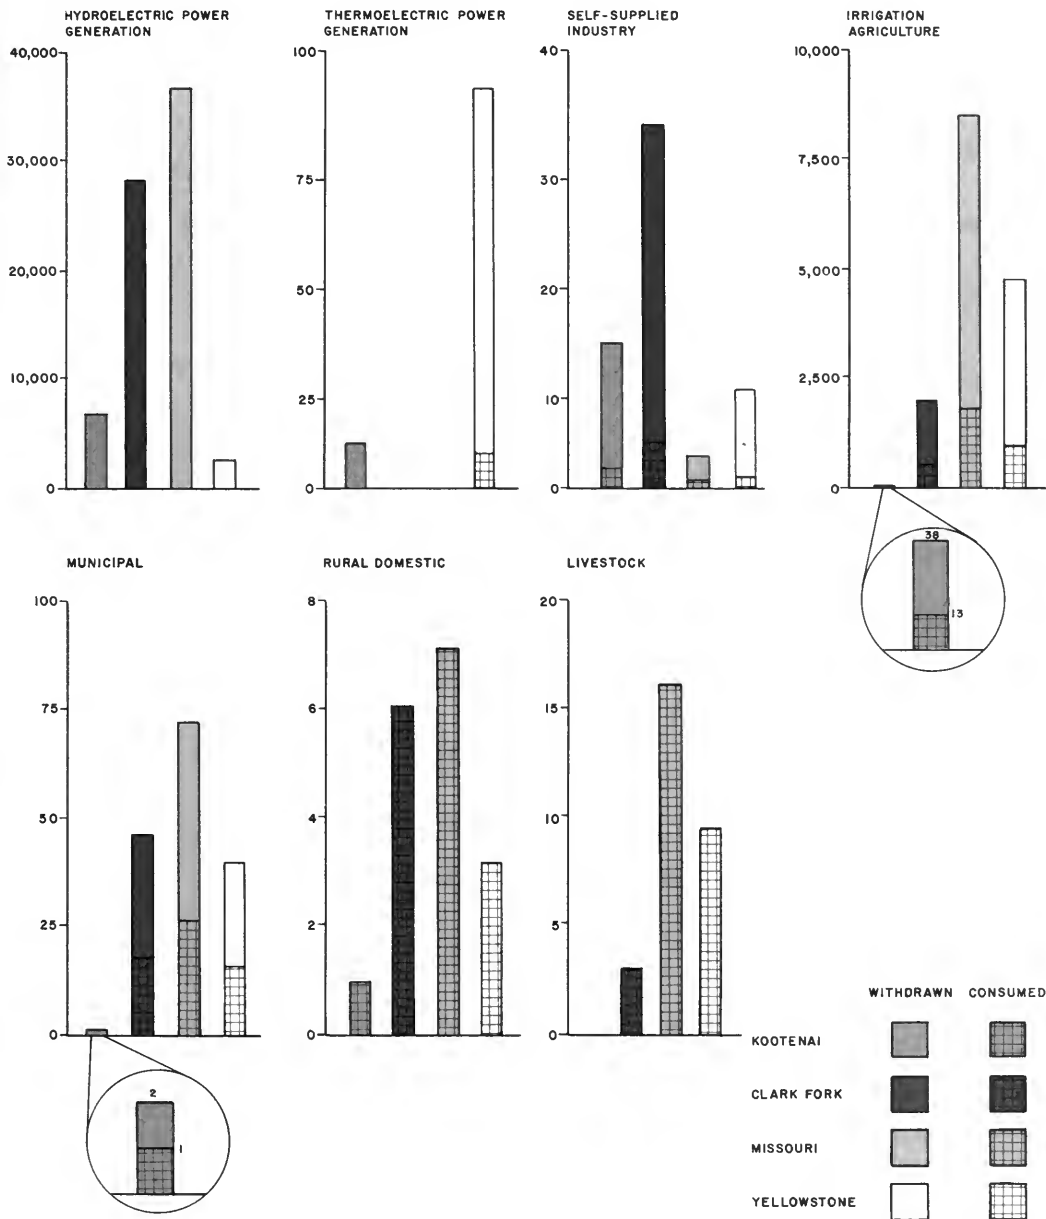 HYDROELECTRIC POWER
GENERATION
40,000
30,000
20,000
10,000
0
THERMOELECTRIC POWER
GENERATION
100
75
50
25
0
SELF-SUPPLIED
INDUSTRY
40
30
20
10
0
IRRIGATION
AGRICULTURE
10,000
7,500
5,000
2,500
0
38
13
MUNICIPAL
100
75
50
25
0
2
1
RURAL DOMESTIC
8
6
4
2
0
LIVESTOCK
20
15
10
5
0
WITHDRAWN CONSUMED
KOOTENAI
CLARK FORK
MISSOURI
YELLOWSTONE